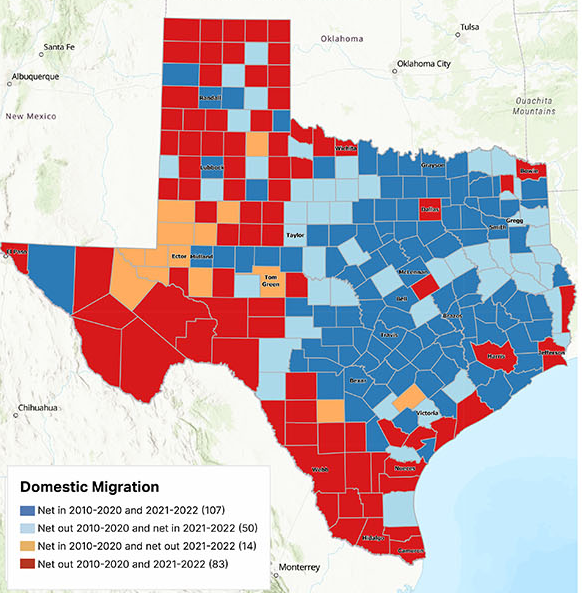 Tulsa
Santa Fe
Oklahoma
Oklahoma City
Albuquerque
Randall
Ouachita
Mountains
New Mexico
Wichita
Grayson
Lubbock
Bowie
Dallas
Gregg
Smith
Taylor
El Paso
Ector
Midland
McLennan
Tom
Green
Bell
Brazos
Travis
Harris
Jefferson
Bexar
Chihuahua
Victoria
Webb
Nueces
Hidalgo
Cameron
Monterrey
Domestic Migration
Net in 2010-2020 and 2021-2022 (107)
Net out 2010-2020 and net in 2021-2022 (50)
Net in 2010-2020 and net out 2021-2022 (14)
Net out 2010-2020 and 2021-2022 (83)